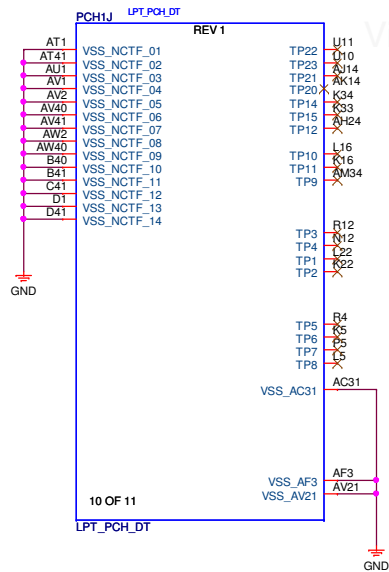 PCH1J LPT_PCH_DT
REV 1
AT1 VSS_NCTF_01
AT41 VSS_NCTF_02
AU1 VSS_NCTF_03
AV1 VSS_NCTF_04
AV2 VSS_NCTF_05
AV40 VSS_NCTF_06
AV41 VSS_NCTF_07
AW2 VSS_NCTF_08
AW40 VSS_NCTF_09
B40 VSS_NCTF_10
B41 VSS_NCTF_11
C41 VSS_NCTF_12
D1 VSS_NCTF_13
D41 VSS_NCTF_14
GND
TP22 U11
TP23 U10
TP21 AJ14
TP20 AK14
TP14 K34
TP15 K33
TP12 AH24
TP10 L16
TP11 K16
TP9 AM34
TP3 R12
TP4 N12
TP1 L22
TP2 K22
TP5 R4
TP6 K5
TP7 P5
TP8 L5
VSS_AC31 AC31
VSS_AF3 AF3
VSS_AV21 AV21
GND
10 OF 11
LPT_PCH_DT
V